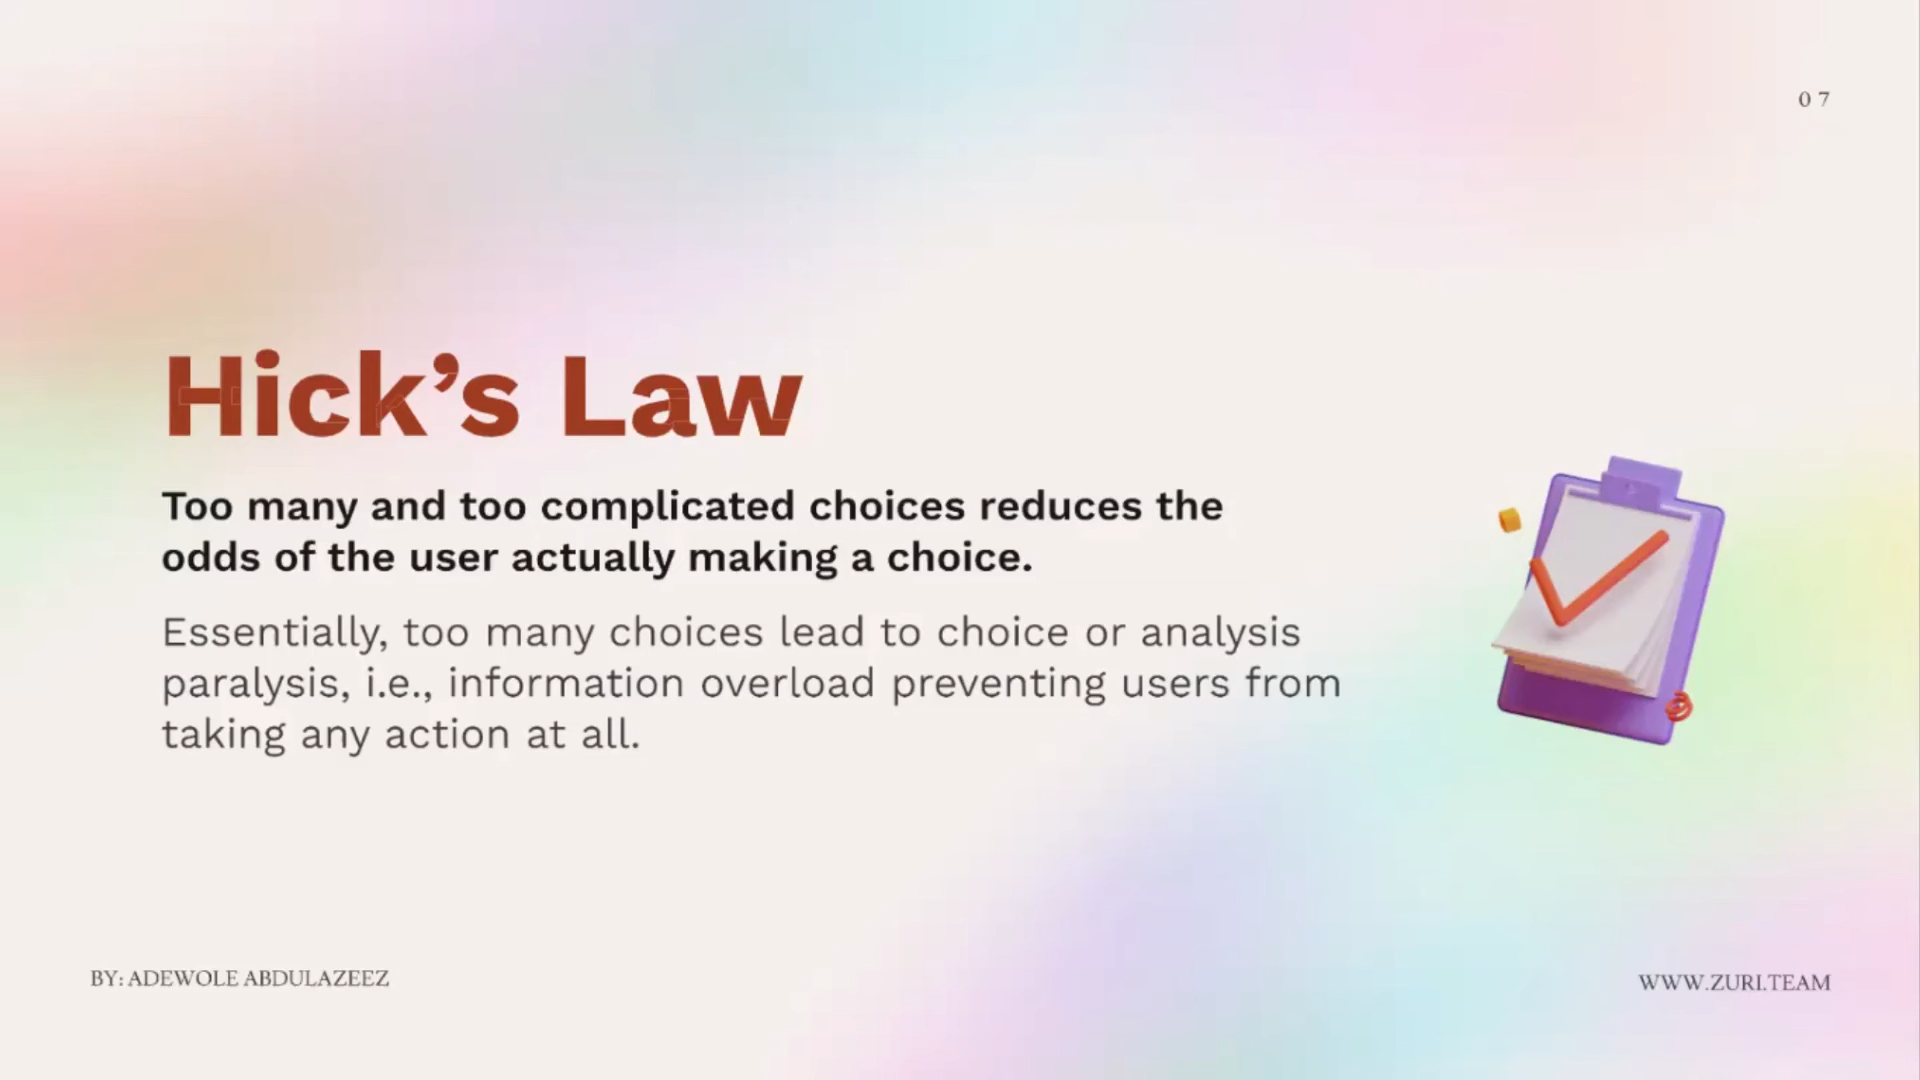 07
Hick’s Law
Too many and too complicated choices reduces the
odds of the user actually making a choice.
Essentially, too many choices lead to choice or analysis
paralysis, i.e., information overload preventing users from
taking any action at all.
BY: ADEWOLE ABDULAZEEZ
WWW.ZURI.TEAM